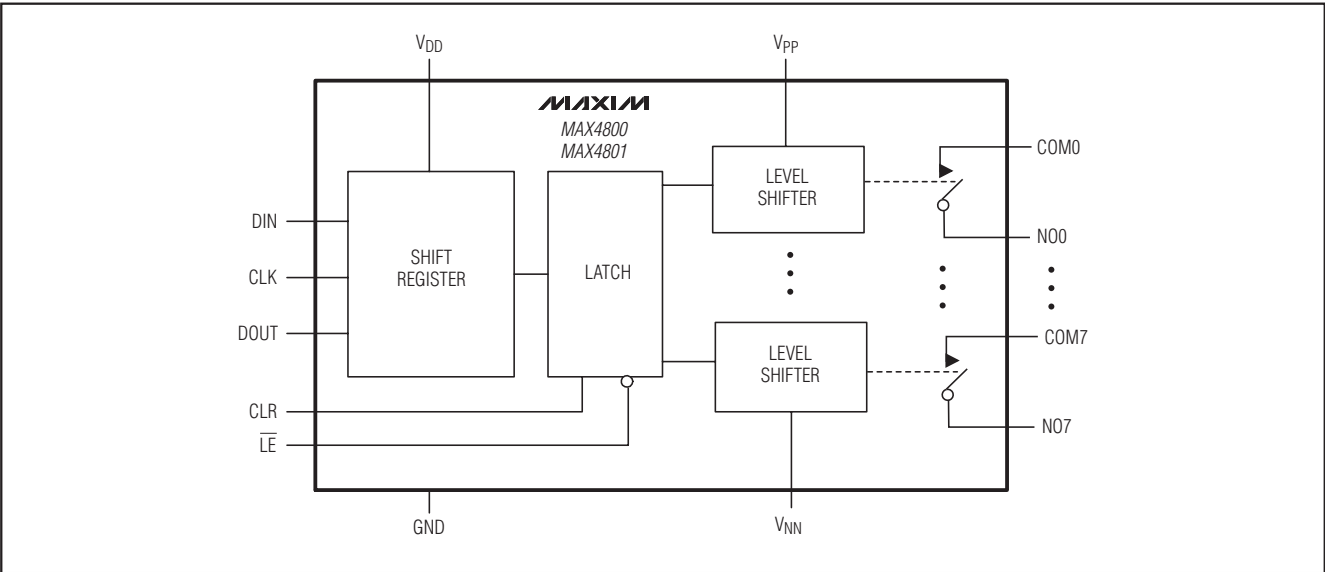 VDD
VPP
MAXIM
MAX4800
MAX4801
COM0
LEVEL
SHIFTER
DIN
NO0
SHIFT
REGISTER
LATCH
CLK
DOUT
COM7
LEVEL
SHIFTER
CLR
NO7
LE
GND
VNN